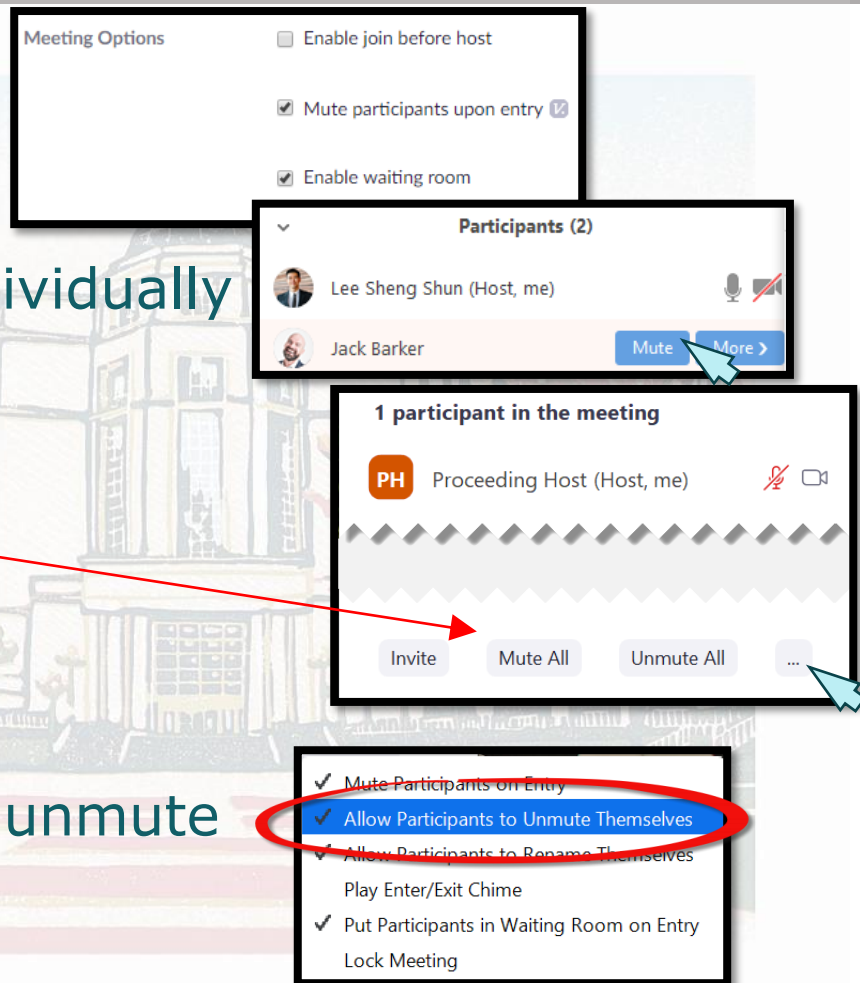 Meeting Options
Enable join before host
Mute participants upon entry
Enable waiting room
ividually
Participants (2)
Lee Sheng Shun (Host, me)
Jack Barker Mute More >
1 participant in the meeting
PH Proceeding Host (Host, me)
Invite Mute All Unmute All ...
unmute
Mute Participants on Entry
Allow Participants to Unmute Themselves
Allow Participants to Rename Themselves
Play Enter/Exit Chime
Put Participants in Waiting Room on Entry
Lock Meeting